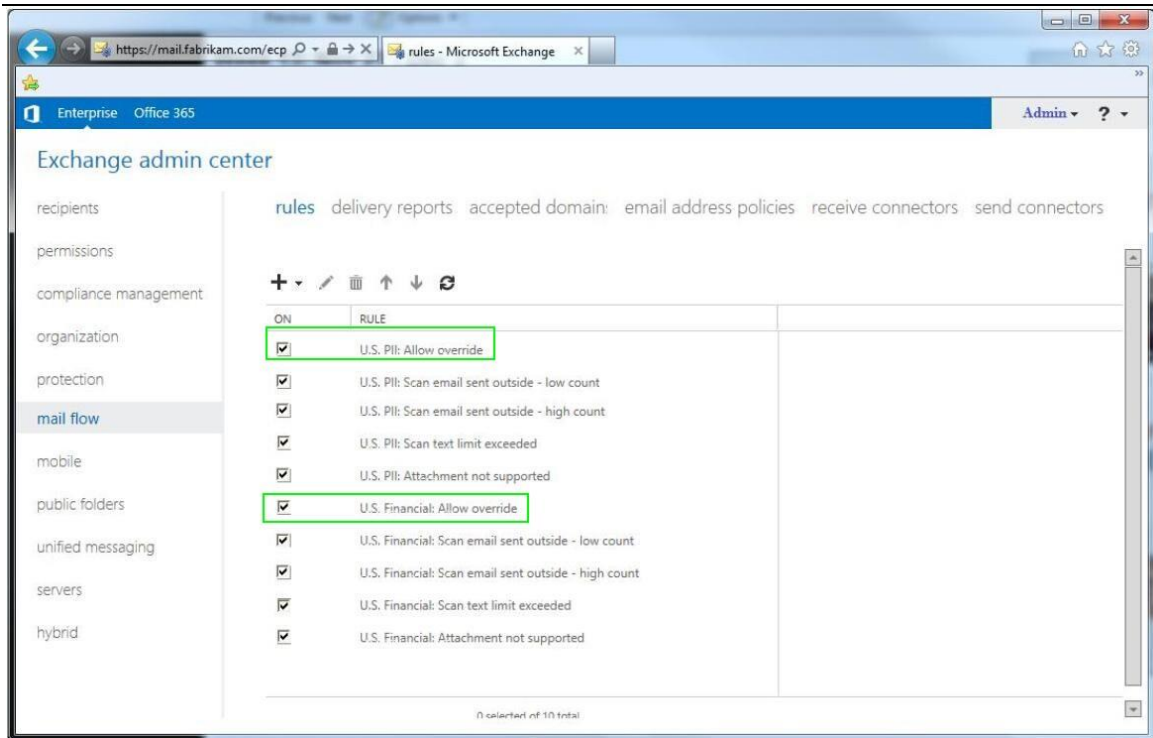 https://mail.fabrikam.com/ecp
rules - Microsoft Exchange
Enterprise Office 365
Admin ?
Exchange admin center
rules delivery reports accepted domain: email address policies receive connectors send connectors
recipients
permissions
compliance management
organization
protection
mail flow
mobile
public folders
unified messaging
servers
hybrid
ON RULE
U.S. PII: Allow override
U.S. PII: Scan email sent outside - low count
U.S. PII: Scan email sent outside - high count
U.S. PII: Scan text limit exceeded
U.S. PII: Attachment not supported
U.S. Financial: Allow override
U.S. Financial: Scan email sent outside - low count
U.S. Financial: Scan email sent outside - high count
U.S. Financial: Scan text limit exceeded
U.S. Financial: Attachment not supported
0 selected of 10 total